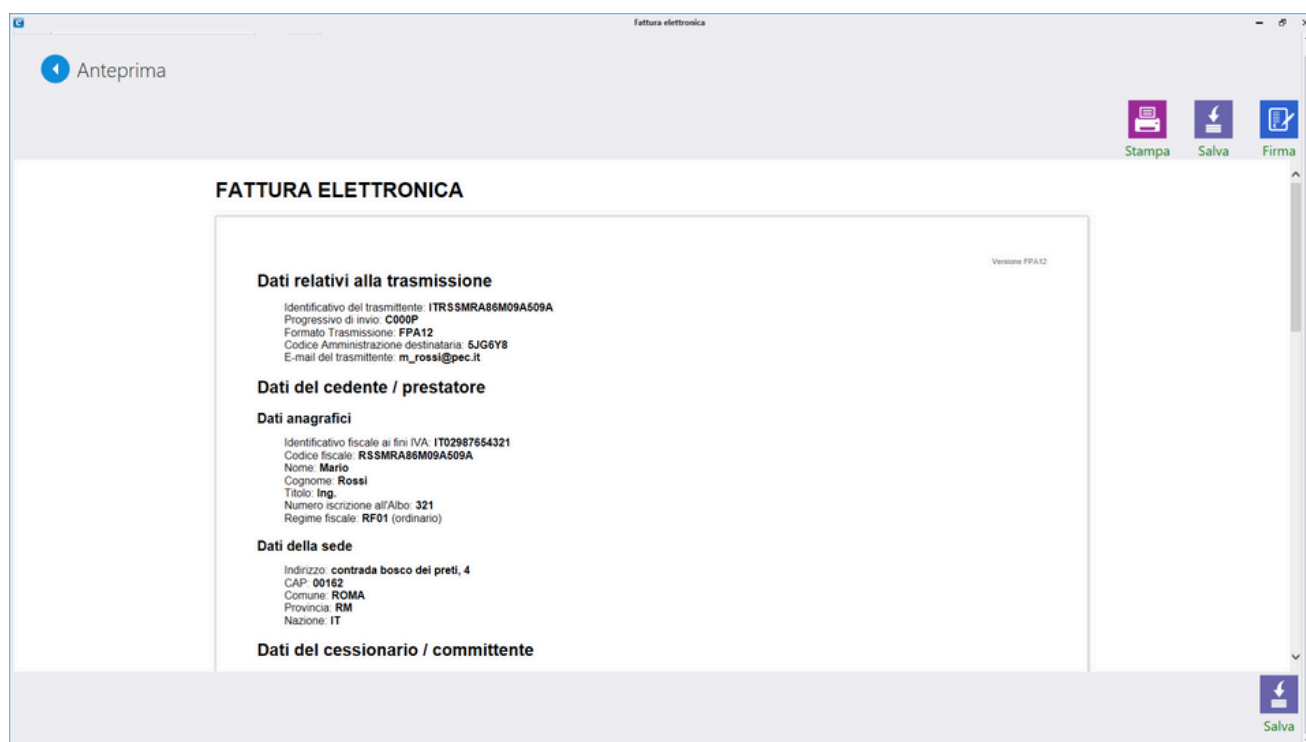 Fattura elettronica
Anteprima
Stampa
Salva
Firma
FATTURA ELETTRONICA
Versione FPA12
Dati relativi alla trasmissione
Identificativo del trasmittente: ITRSSMRA86M09A509A
Progressivo di invio: C000P
Formato Trasmissione: FPA12
Codice Amministrazione destinataria: 5JG6Y8
E-mail del trasmittente: m_rossi@pec.it
Dati del cedente / prestatore
Dati anagrafici
Identificativo fiscale ai fini IVA: IT02987654321
Codice fiscale: RSSMRA86M09A509A
Nome: Mario
Cognome: Rossi
Titolo: Ing.
Numero iscrizione all'Albo: 321
Regime fiscale: RF01 (ordinario)
Dati della sede
Indirizzo: contrada bosco dei preti, 4
CAP: 00162
Comune: ROMA
Provincia: RM
Nazione: IT
Dati del cessionario / committente
Salva